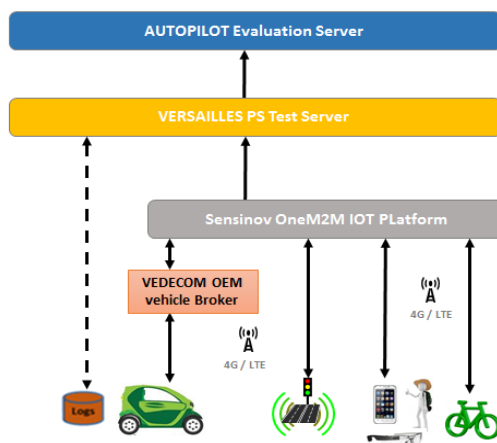 AUTOPILOT Evaluation Server
VERSAILLES PS Test Server
Sensinov OneM2M IOT PLatform
VEDECOM OEM
vehicle Broker
4G / LTE
4G / LTE
Logs